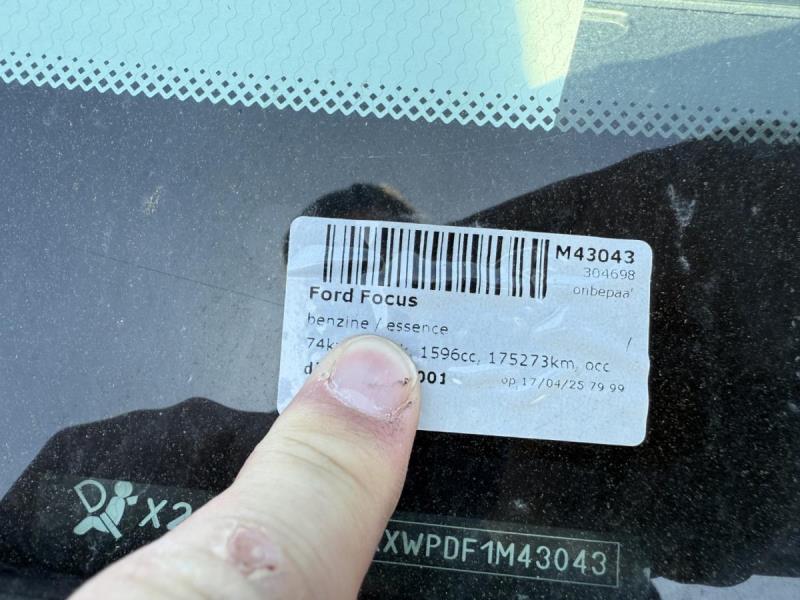 M43043
304698
onbepaa'
Ford Focus
benzine / essence
/
1596cc, 175273km, occ
001 op 17/04/25 79 99
X2
XWPDF1M43043